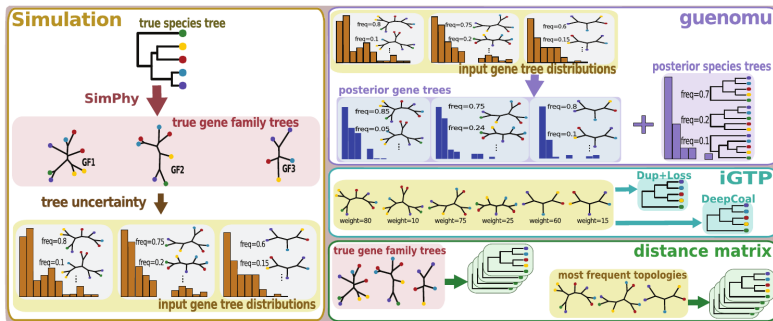 Simulation
true species tree
SimPhy
true gene family trees
GF1
GF2
GF3
tree uncertainty
freq=0.8
freq=0.1
freq=0.75
freq=0.2
freq=0.6
freq=0.15
input gene tree distributions
guenomu
freq=0.8
freq=0.1
freq=0.75
freq=0.2
freq=0.6
freq=0.15
input gene tree distributions
posterior gene trees
freq=0.85
freq=0.05
freq=0.75
freq=0.24
freq=0.8
freq=0.1
posterior species trees
freq=0.7
freq=0.2
freq=0.1
iGTP
weight=80
weight=10
weight=75
weight=25
weight=60
weight=15
Dup+Loss
DeepCoal
distance matrix
true gene family trees
most frequent topologies